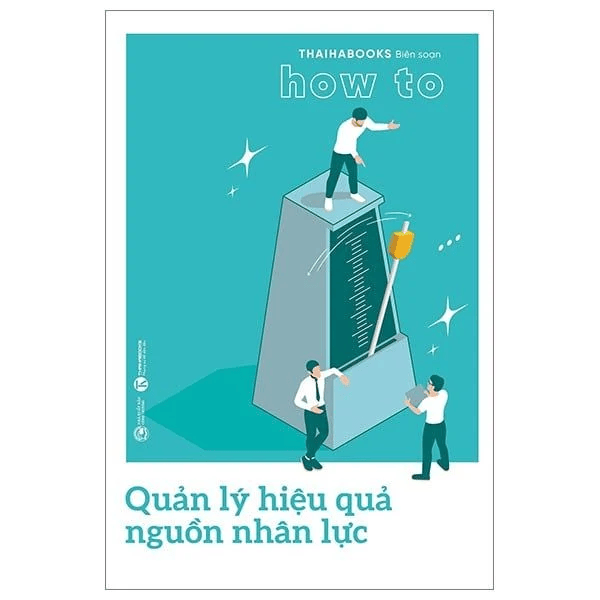 THAIHABOOKS Biên soạn
how to
Quản lý hiệu quả
nguồn nhân lực